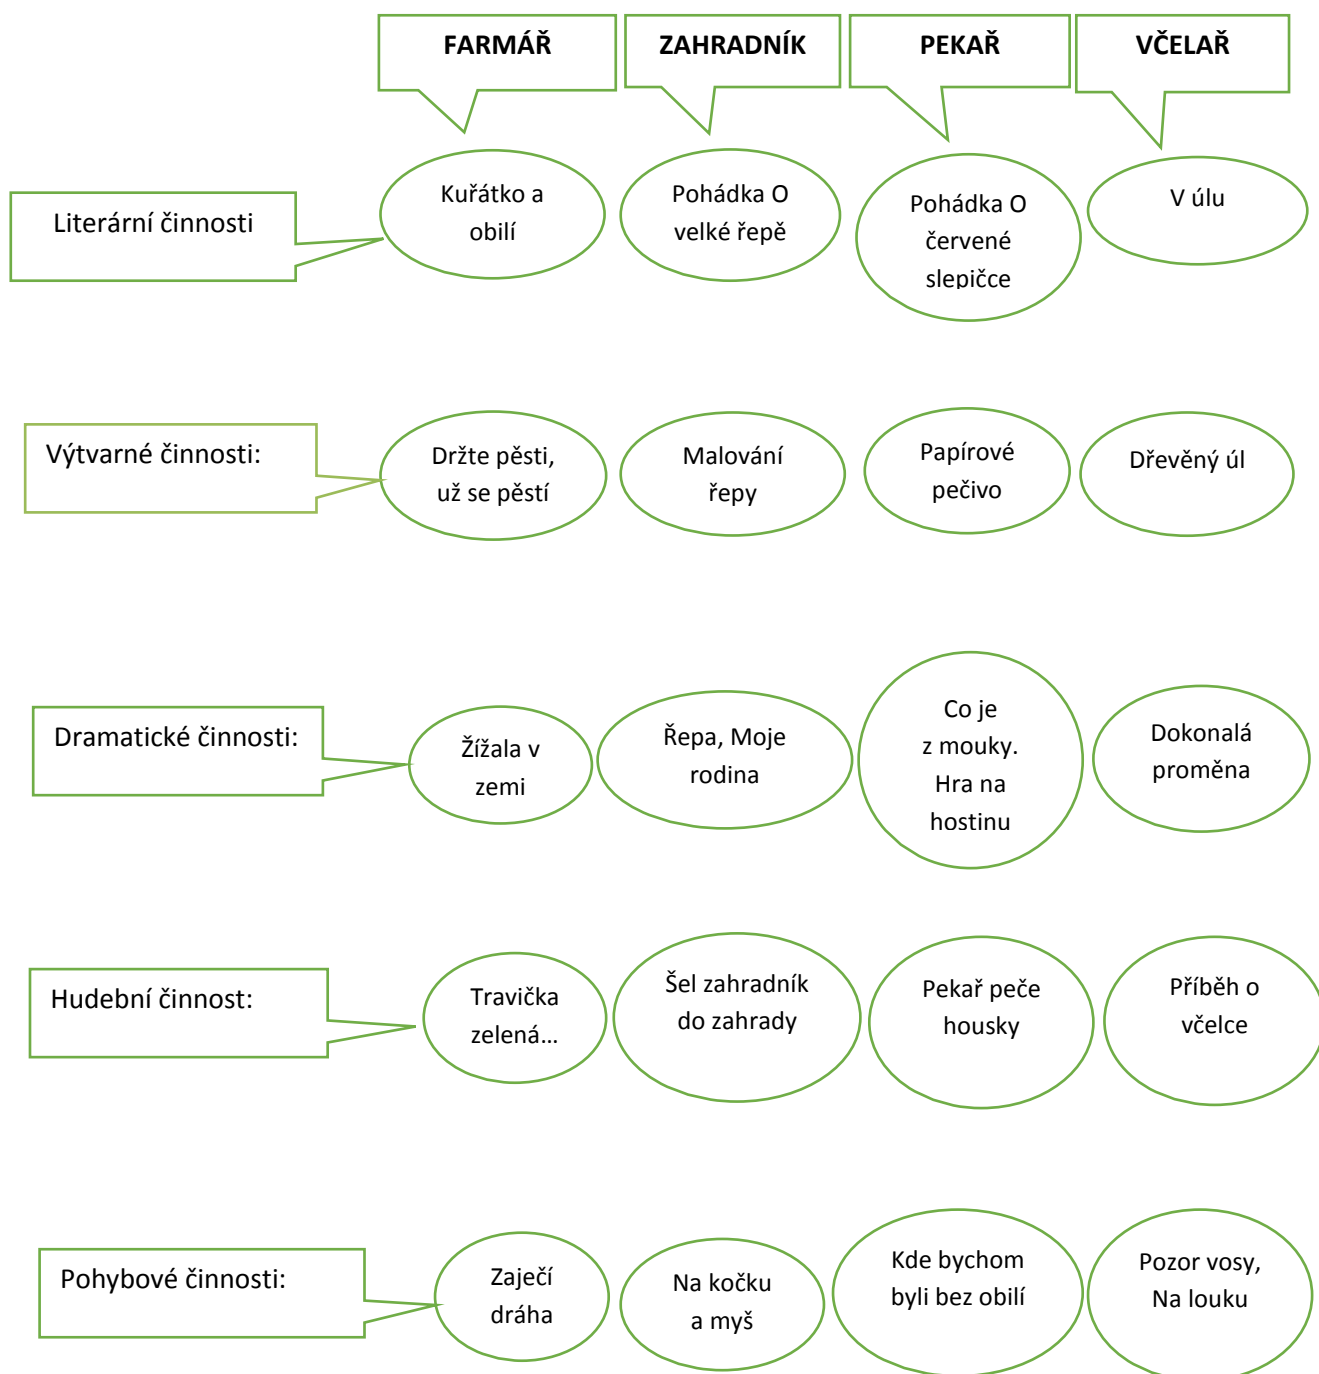 FARMÁŘ
ZAHRADNÍK
PEKAŘ
VČELAŘ
Literární činnosti
Kuřátko a
obilí
Pohádka O
velké řepě
Pohádka O
červené
slepičce
V úlu
Výtvarné činnosti:
Držte pěsti,
už se pěstí
Malování
řepy
Papírové
pečivo
Dřevěný úl
Dramatické činnosti:
Žížala v
zemi
Řepa, Moje
rodina
Co je
z mouky.
Hra na
hostinu
Dokonalá
proměna
Hudební činnost:
Travička
zelená...
Šel zahradník
do zahrady
Pekař peče
housky
Příběh o
včelce
Pohybové činnosti:
Zaječí
dráha
Na kočku
a myš
Kde bychom
byli bez obilí
Pozor vosy,
Na louku